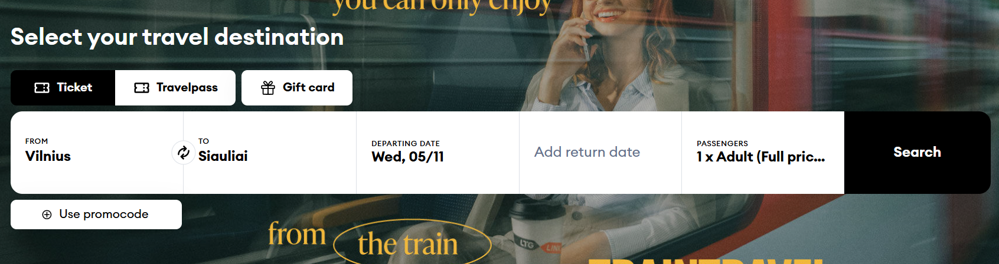 you can only enjoy
Select your travel destination
Ticket
Travelpass
Gift card
FROM
Vilnius
TO
Siauliai
DEPARTING DATE
Wed, 05/11
Add return date
PASSENGERS
1 x Adult (Full pric...
Search
Use promocode
from
the train
LTG LINK
TRAINTRAVEL